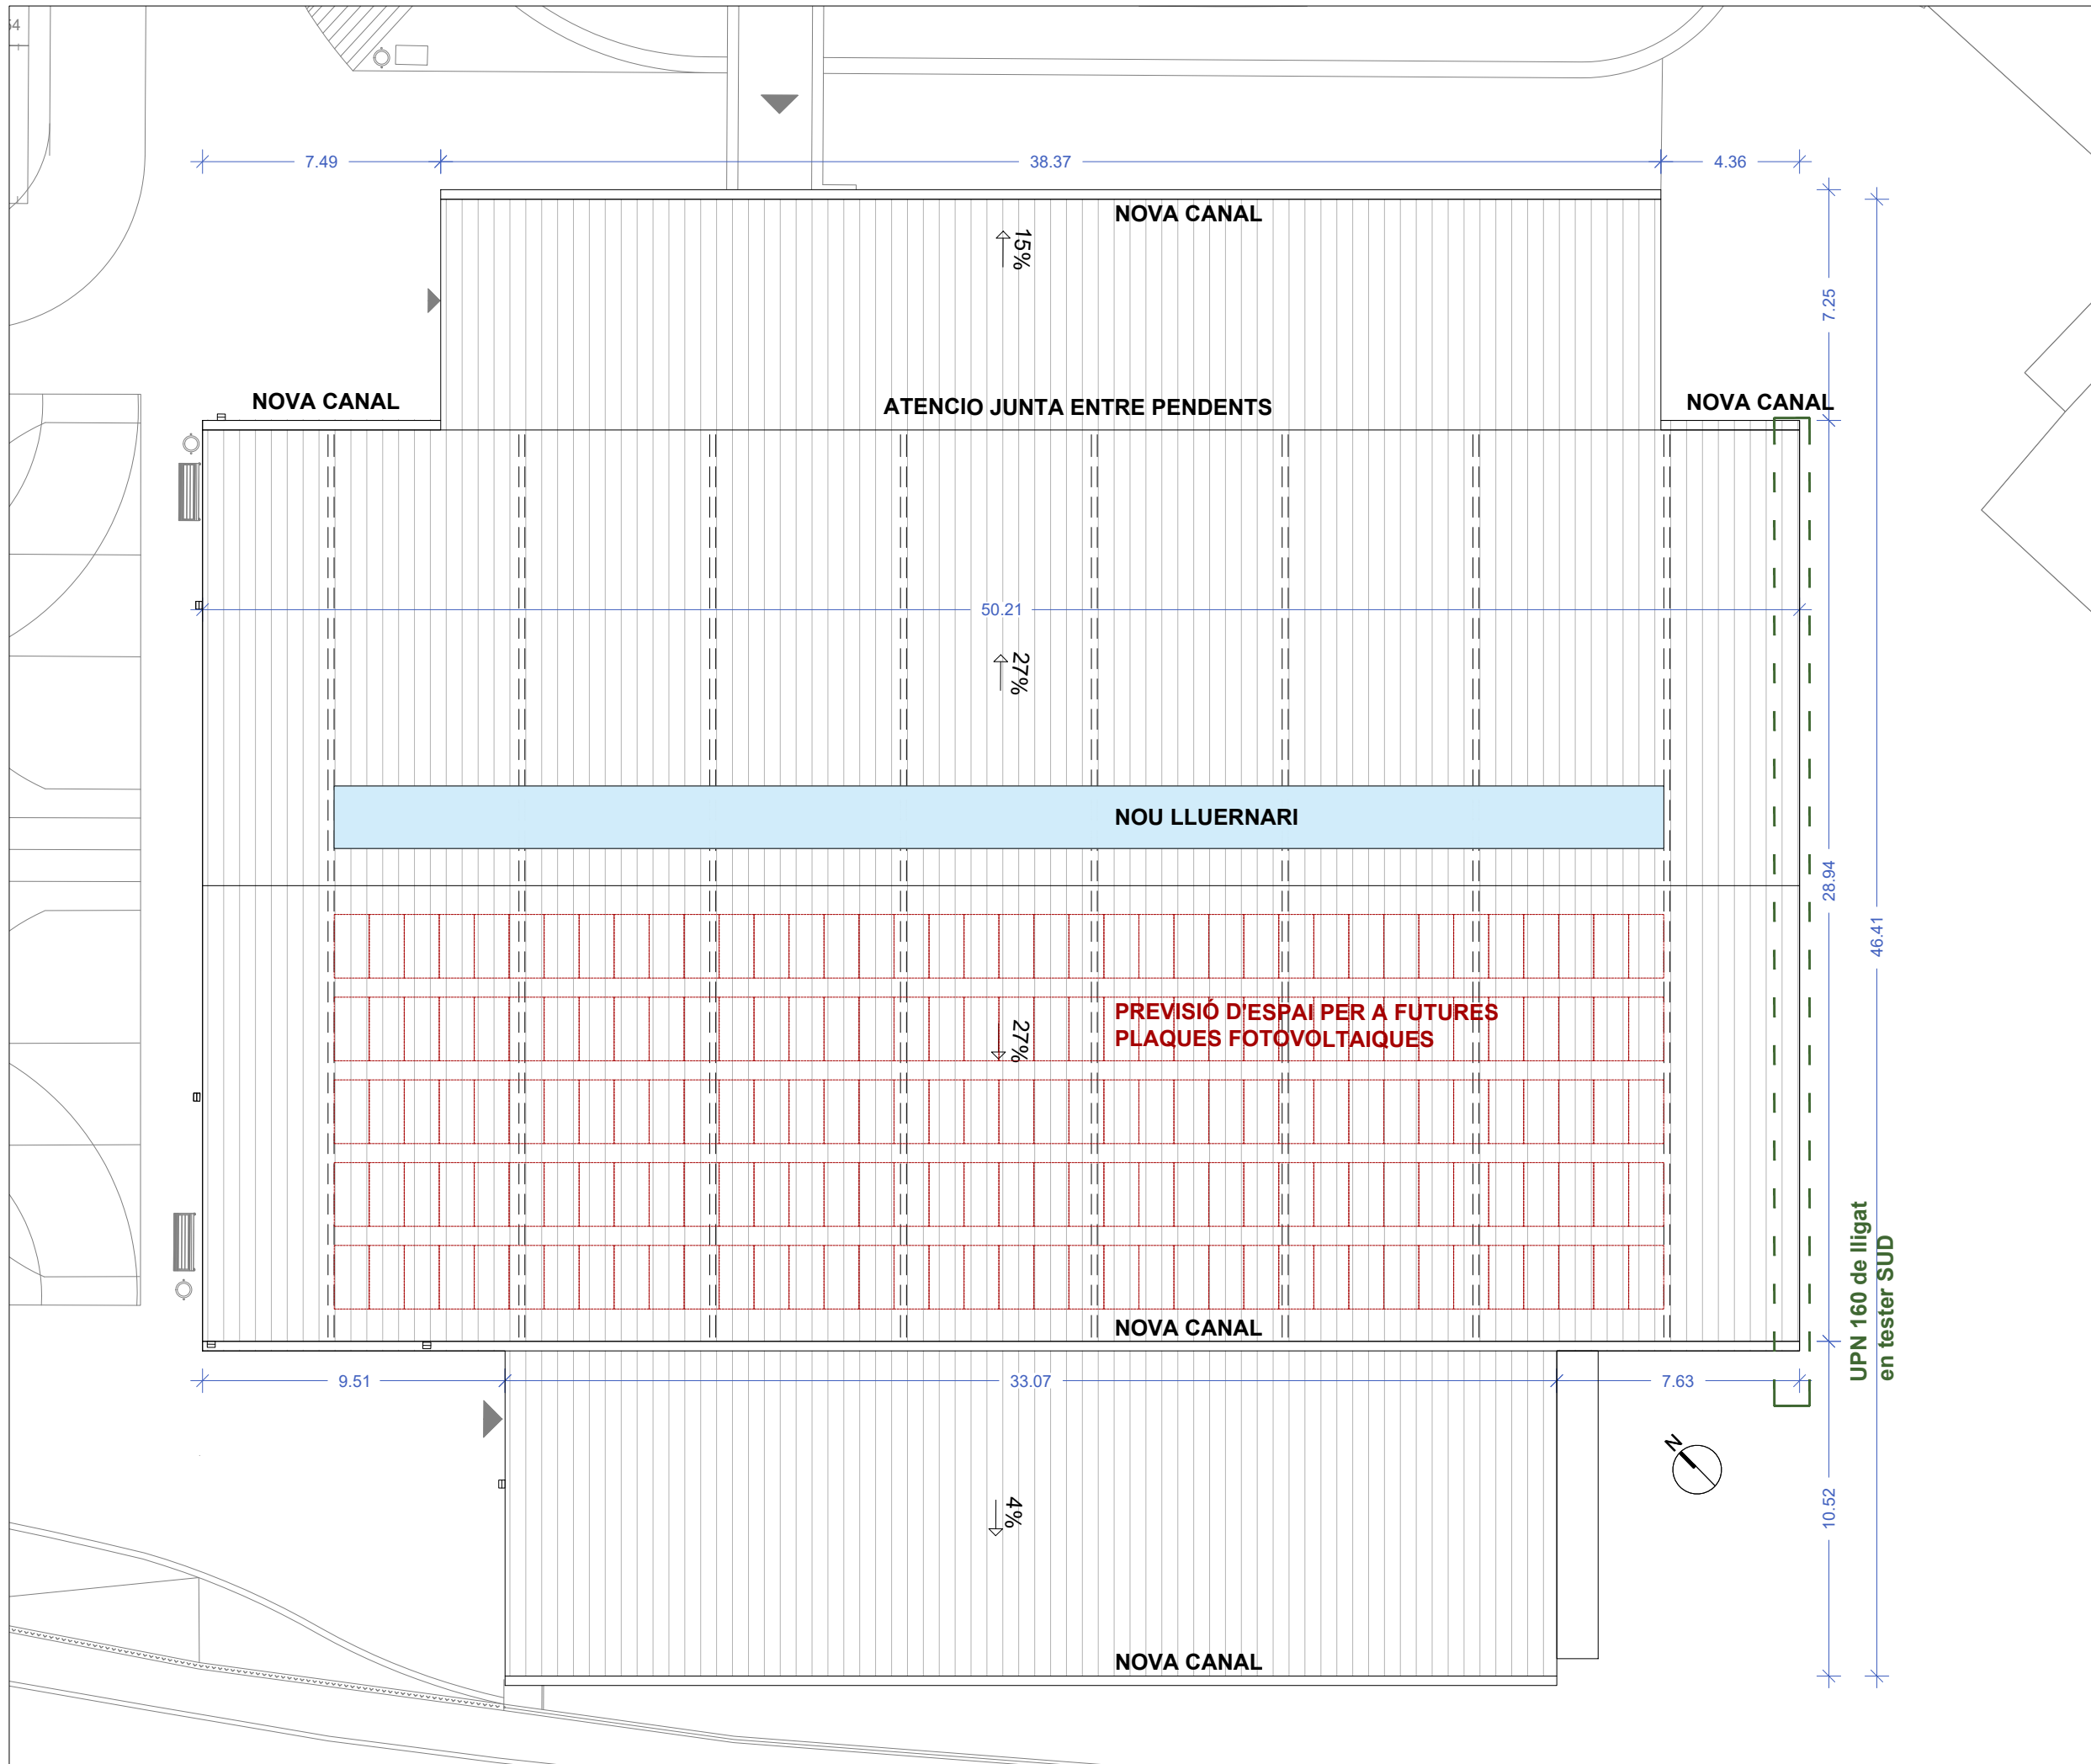 7.49
38.37
4.36
NOVA CANAL
15%
7.25
NOVA CANAL
ATENCIO JUNTA ENTRE PENDENTS
NOVA CANAL
50.21
27%
NOU LLUERNARI
28.94
46.41
PREVISIÓ D'ESPAI PER A FUTURES
PLAQUES FOTOVOLTAIQUES
27%
UPN 160 de lligat
en tester SUD
NOVA CANAL
9.51
33.07
7.63
N
10.52
4%
NOVA CANAL